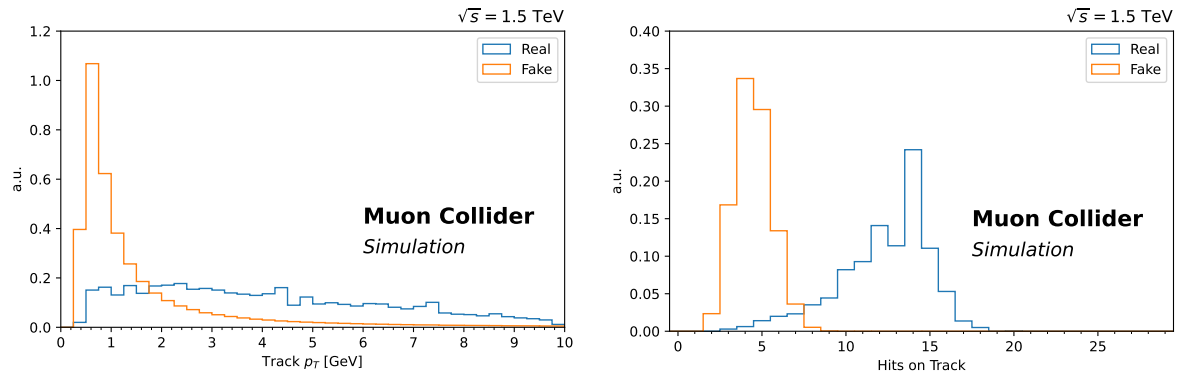 √s = 1.5 TeV
1.2
1.0
0.8
0.6
0.4
0.2
0.0
a.u.
Real
Fake
Muon Collider
Simulation
0 1 2 3 4 5 6 7 8 9 10
Track pT [GeV]
√s = 1.5 TeV
0.40
0.35
0.30
0.25
0.20
0.15
0.10
0.05
0.00
a.u.
Real
Fake
Muon Collider
Simulation
0 5 10 15 20 25
Hits on Track